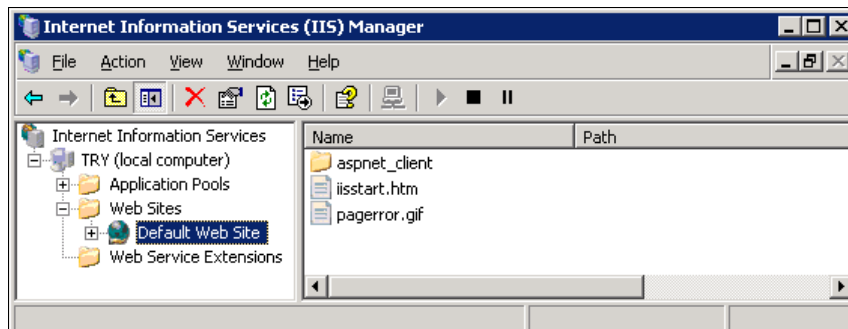 Internet Information Services (IIS) Manager
File Action View Window Help
Internet Information Services
TRY (local computer)
Application Pools
Web Sites
Default Web Site
Web Service Extensions
Name Path
aspnet_client
iisstart.htm
pagerror.gif